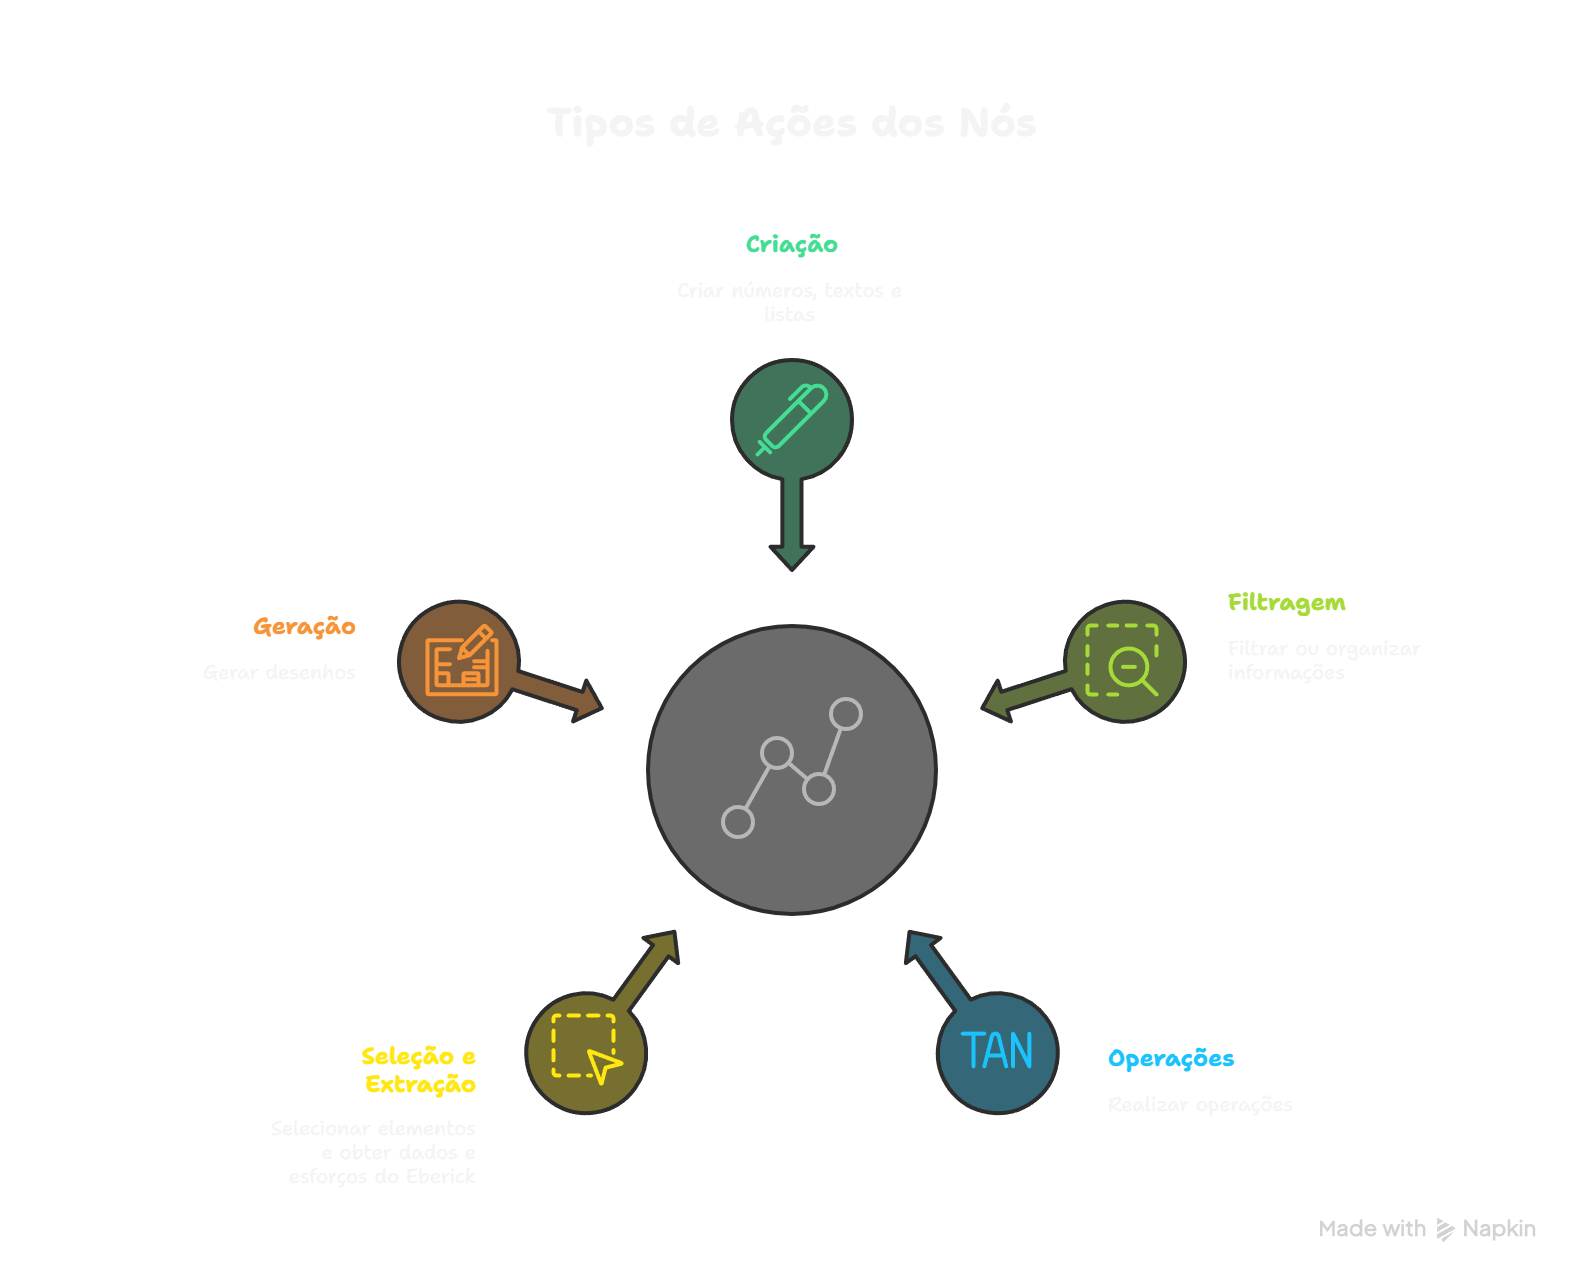 Tipos de Ações dos Nós
Criação
Criar números, textos e
listas
Filtragem
Filtrar ou organizar
informações
Geração
Gerar desenhos
Seleção e
Extração
Selecionar elementos
e obter dados e
esforços do Eberick
TAN
Operações
Realizar operações
Made with Napkin